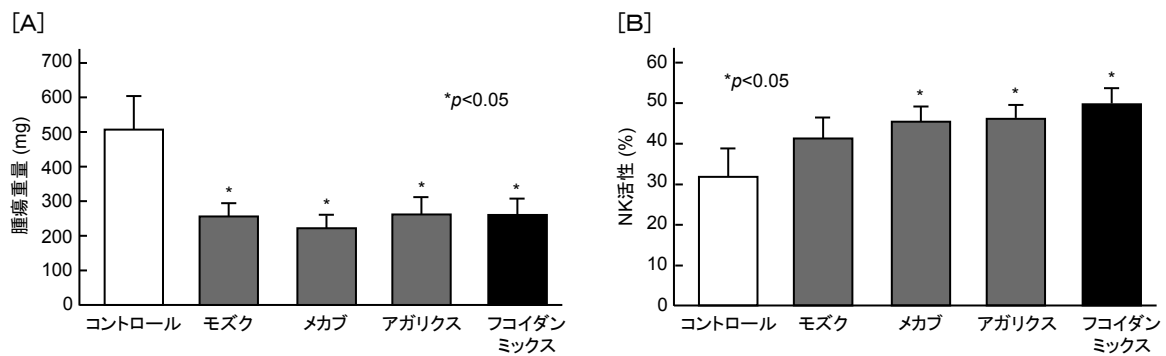 [A]
700
600
500
400
300
200
100
0
腫瘍重量 (mg)
*p<0.05
*
*
*
*
コントロール
モズク
メカブ
アガリクス
フコイダン
ミックス
[B]
60
50
40
30
20
10
0
NK活性 (%)
*p<0.05
*
*
*
コントロール
モズク
メカブ
アガリクス
フコイダン
ミックス